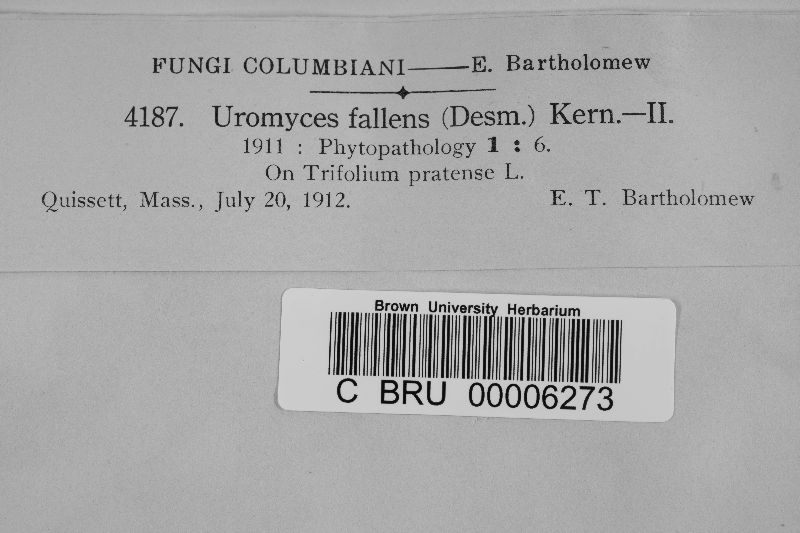 FUNGI COLUMBIANI——E. Bartholomew
4187. Uromyces fallens (Desm.) Kern.—II.
1911 : Phytopathology 1 : 6.
On Trifolium pratense L.
Quissett, Mass., July 20, 1912. E. T. Bartholomew
Brown University Herbarium
C BRU 00006273